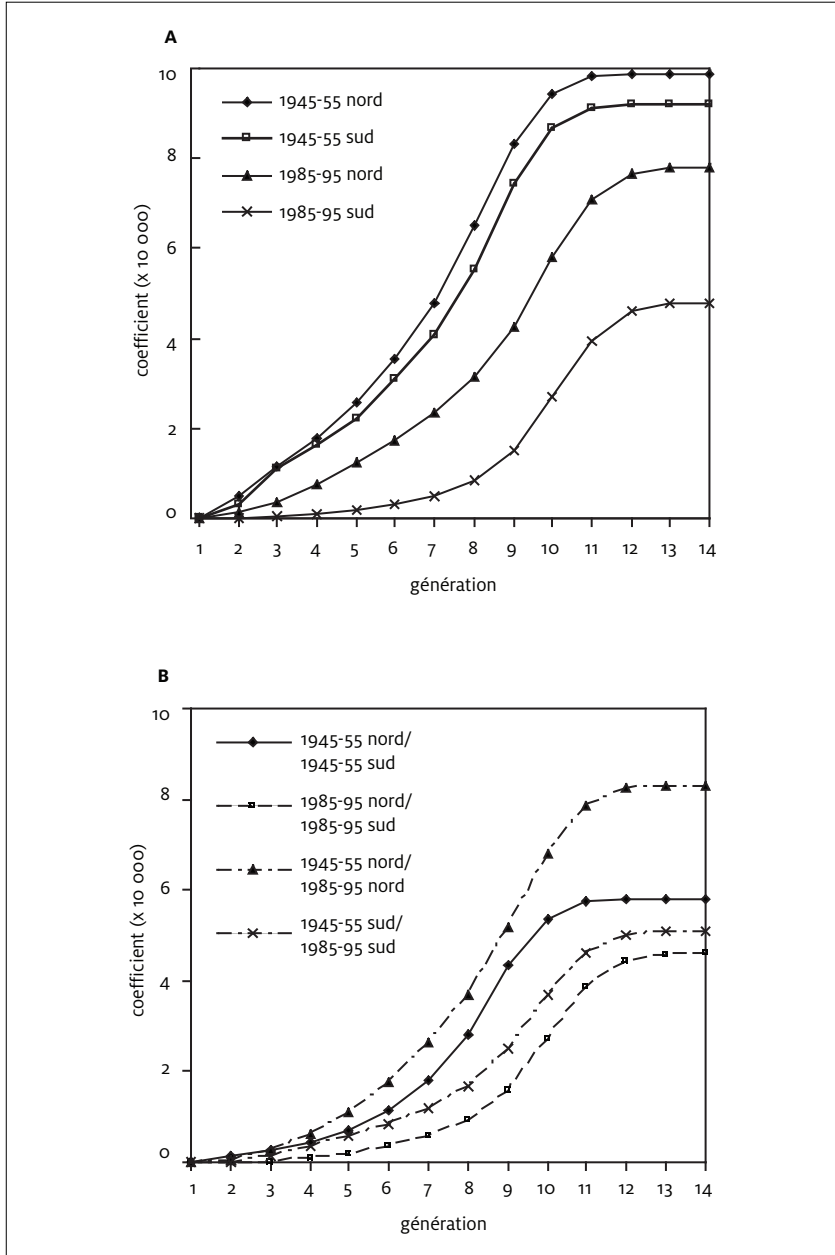 A
10
8
6
4
2
0
coefficient (x 10 000)
1945-55 nord
1945-55 sud
1985-95 nord
1985-95 sud
1 2 3 4 5 6 7 8 9 10 11 12 13 14
génération
B
10
8
6
4
2
0
coefficient (x 10 000)
1945-55 nord/
1945-55 sud
1985-95 nord/
1985-95 sud
1945-55 nord/
1985-95 nord
1945-55 sud/
1985-95 sud
1 2 3 4 5 6 7 8 9 10 11 12 13 14
génération